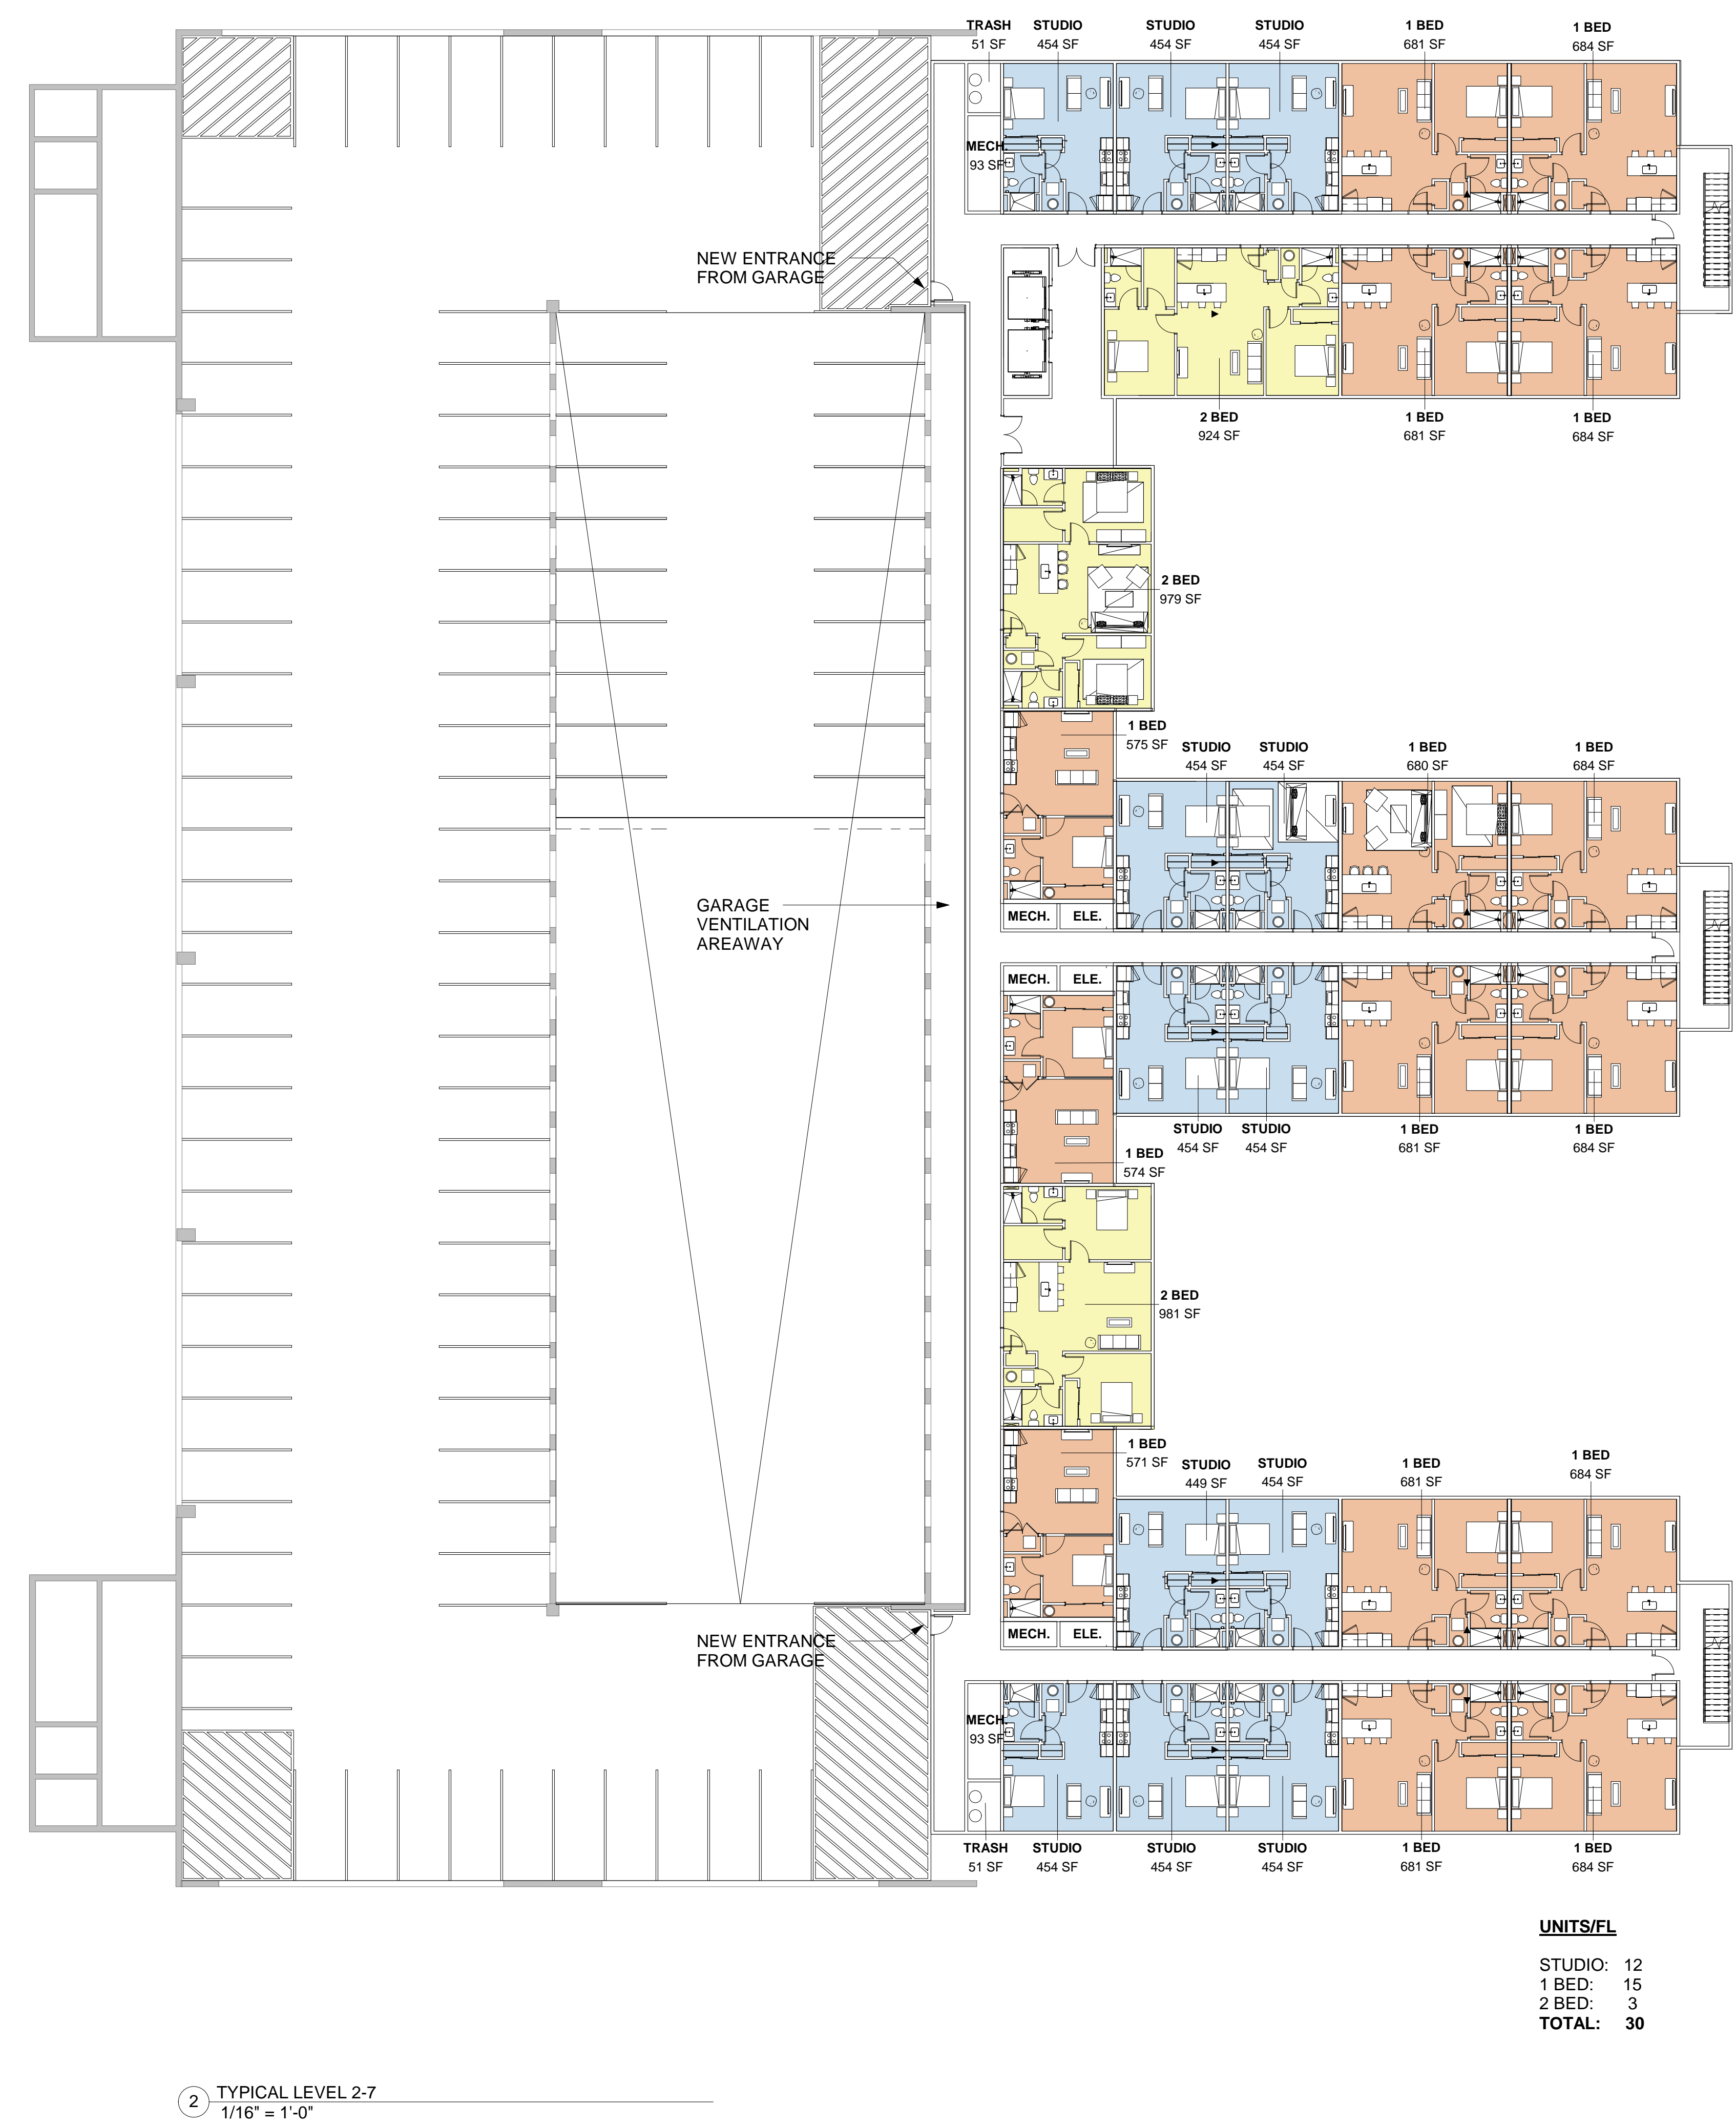 TRASH
51 SF
STUDIO
454 SF
STUDIO
454 SF
STUDIO
454 SF
1 BED
681 SF
1 BED
684 SF
MECH.
93 SF
NEW ENTRANCE
FROM GARAGE
2 BED
924 SF
1 BED
681 SF
1 BED
684 SF
2 BED
979 SF
1 BED
575 SF
STUDIO
454 SF
STUDIO
454 SF
1 BED
680 SF
1 BED
684 SF
GARAGE
VENTILATION
AREAWAY
MECH.
ELE.
MECH.
ELE.
STUDIO
454 SF
STUDIO
454 SF
1 BED
681 SF
1 BED
684 SF
1 BED
574 SF
2 BED
981 SF
1 BED
571 SF
STUDIO
449 SF
STUDIO
454 SF
1 BED
681 SF
1 BED
684 SF
NEW ENTRANCE
FROM GARAGE
MECH.
ELE.
MECH.
93 SF
TRASH
51 SF
STUDIO
454 SF
STUDIO
454 SF
STUDIO
454 SF
1 BED
681 SF
1 BED
684 SF
UNITS/FL
STUDIO: 12
1 BED: 15
2 BED: 3
TOTAL: 30
2
TYPICAL LEVEL 2-7
1/16" = 1'-0"